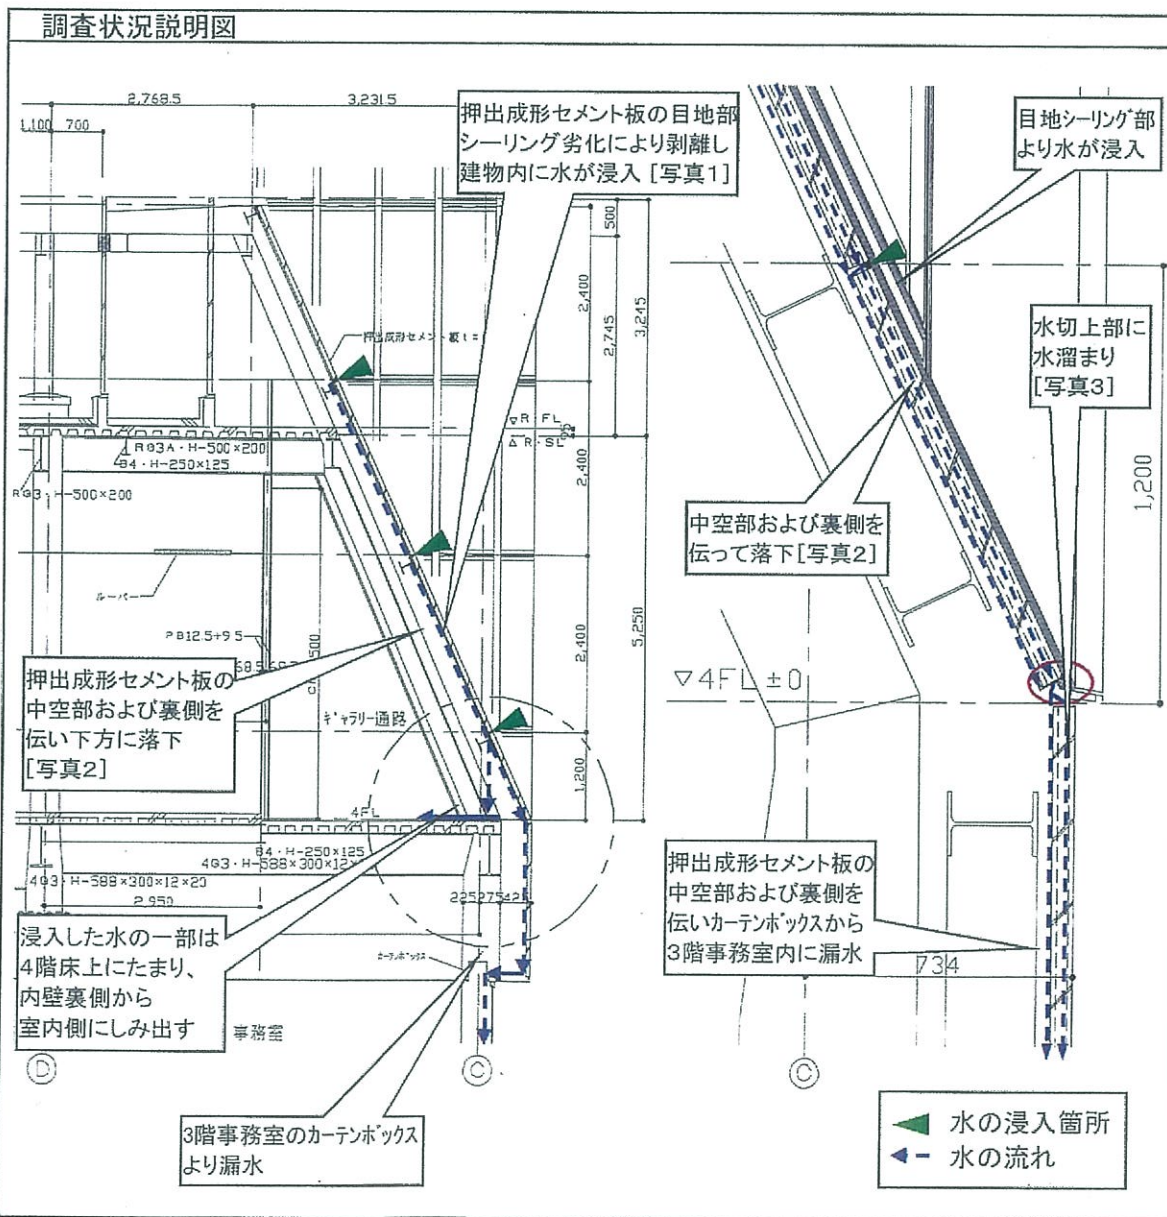 調査状況説明図
2,768.5
3,231.5
1,100
700
押出成形セメント板の目地部
シーリング劣化により剥離し
建物内に水が浸入 [写真1]
目地シーリング部
より水が浸入
500
2,400
2,745
3,245
水切上部に
水溜まり
[写真3]
押出成形セメント板 t=
▽R・FL
△R・SL
RG3A・H-500×200
B4・H-250×125
RG3・H-500×200
2,400
1,200
中空部および裏側を
伝って落下[写真2]
ルーバー
PB12.5+9.5
2,400
5,250
押出成形セメント板の
中空部および裏側を
伝い下方に落下
[写真2]
ギャラリー通路
▽4FL±0
1,200
4FL
B4・H-250×125
4G3・H-588×300×12×
4G3・H-588×300×12×20
2,950
225
275
42
浸入した水の一部は
4階床上にたまり、
内壁裏側から
室内側にしみ出す
カーテンボックス
事務室
押出成形セメント板の
中空部および裏側を
伝いカーテンボックスから
3階事務室内に漏水
734
D
C
C
3階事務室のカーテンボックス
より漏水
水の浸入箇所
水の流れ